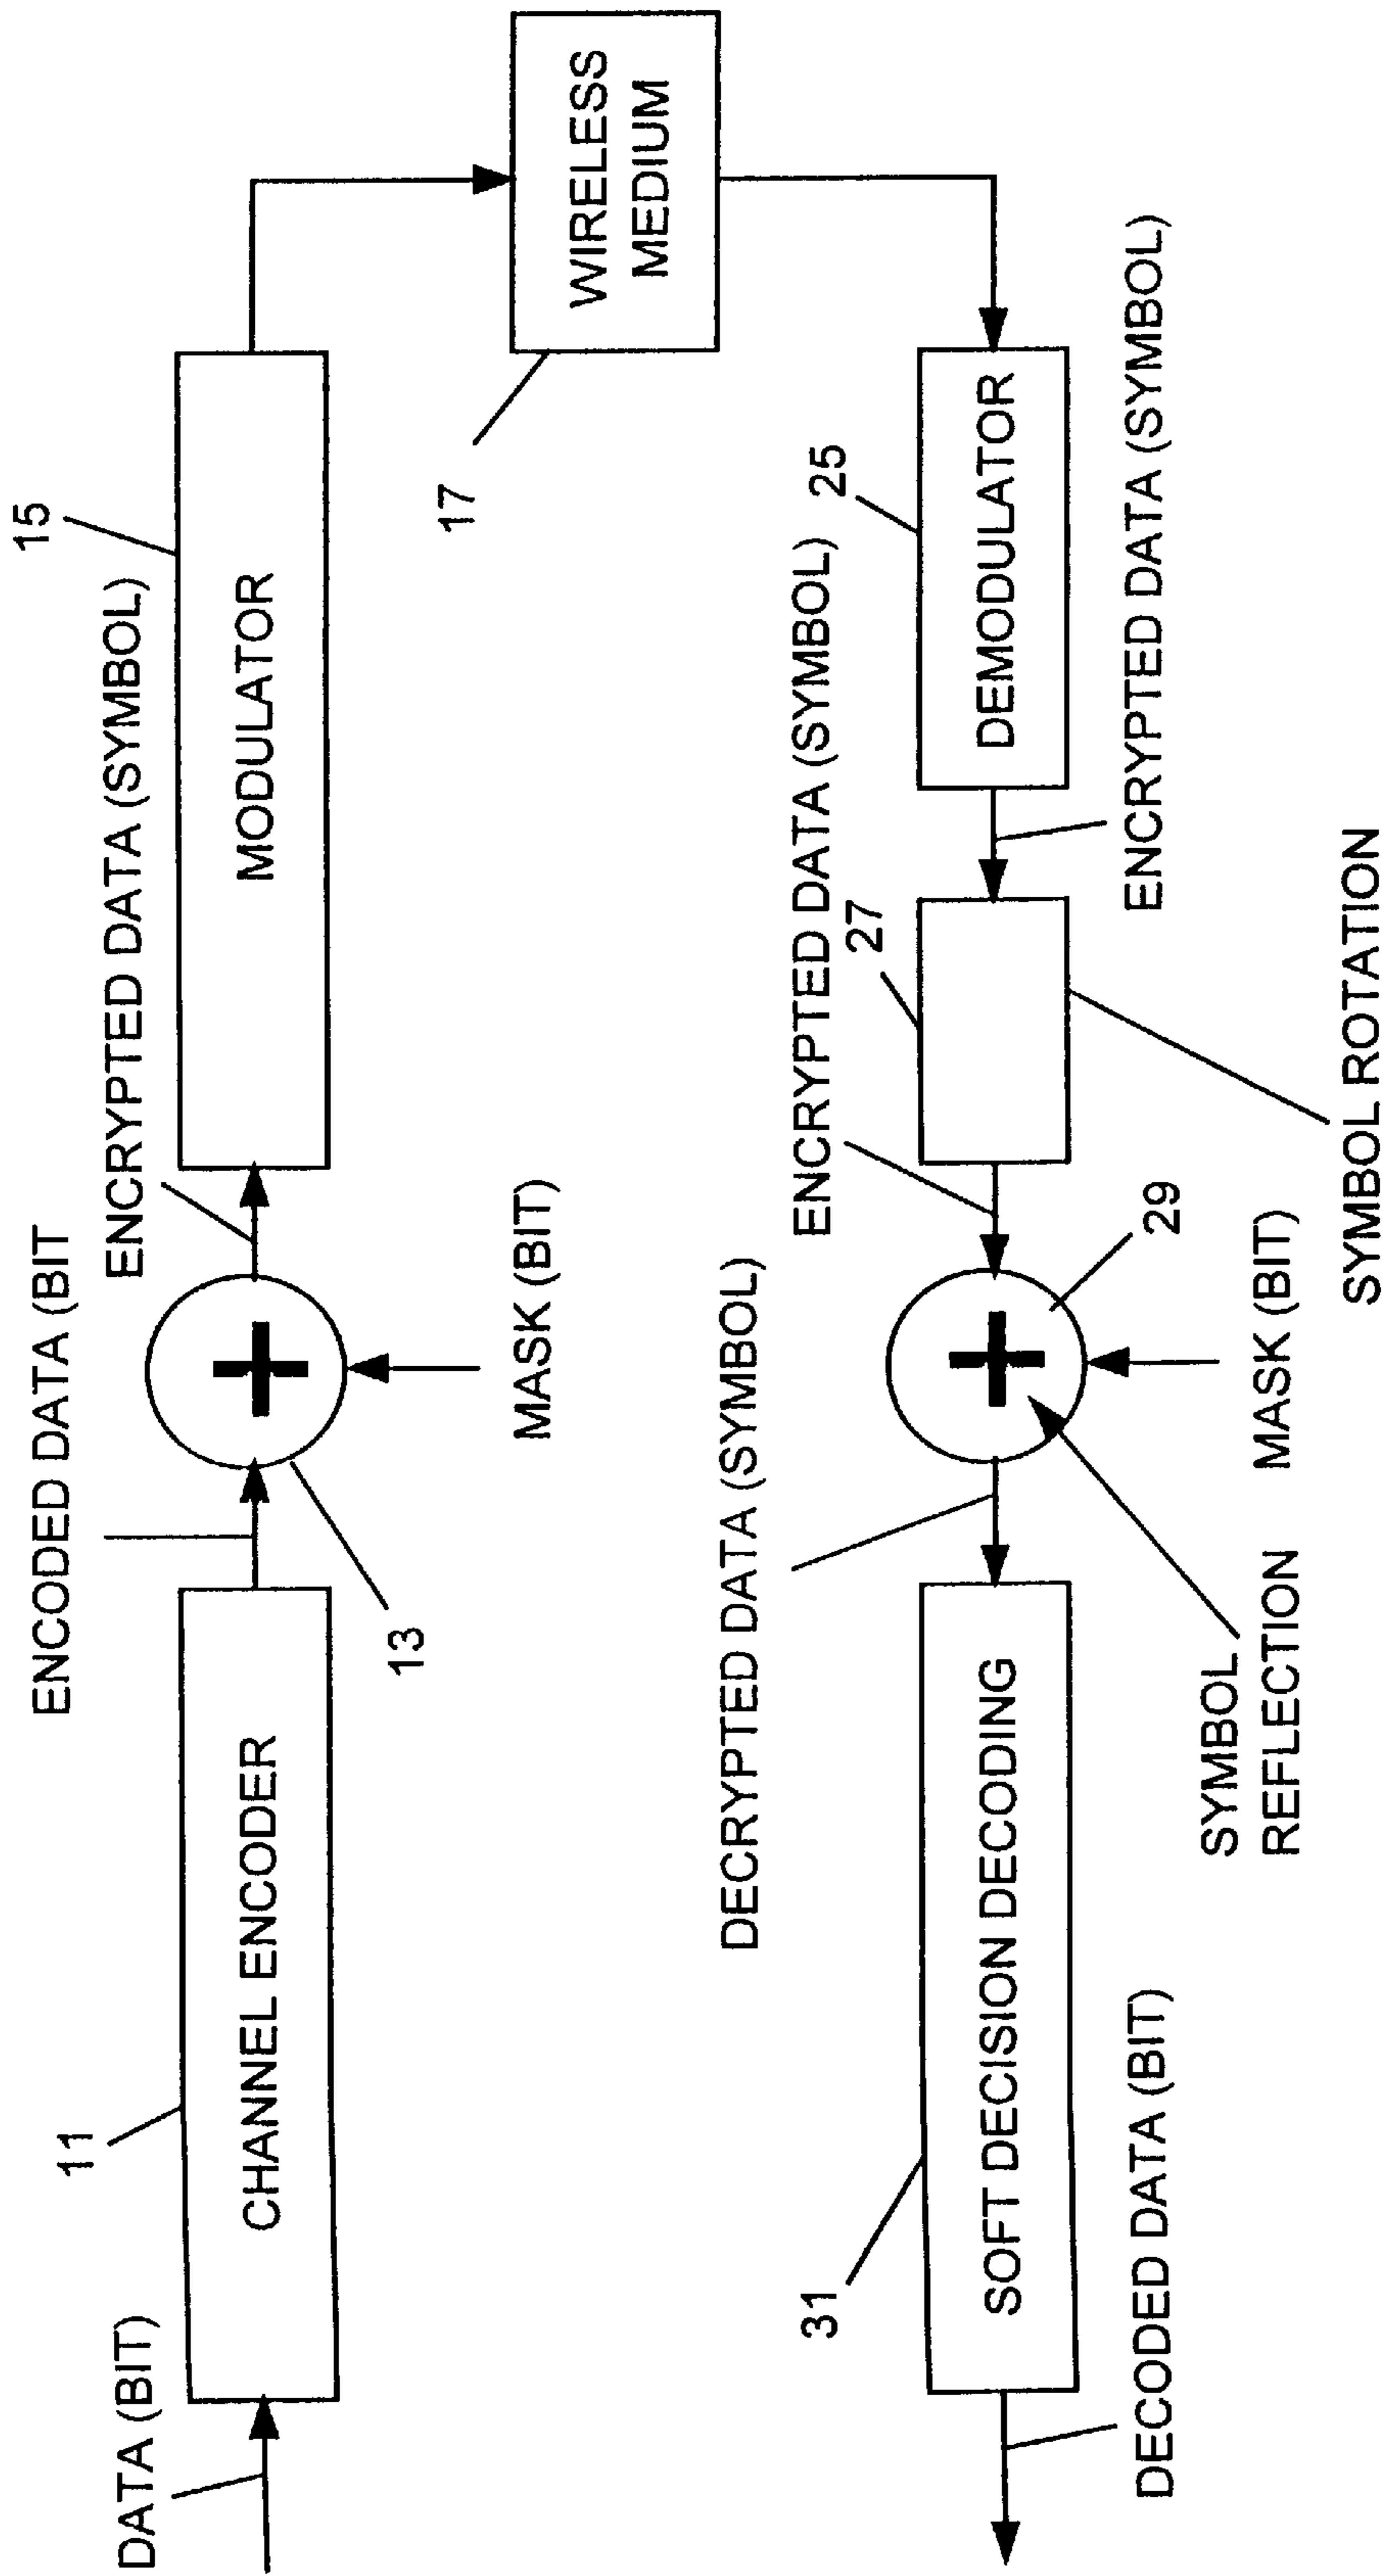 DATA (BIT)
11
CHANNEL ENCODER
ENCODED DATA (BIT
13
MASK (BIT)
ENCRYPTED DATA (SYMBOL)
15
MODULATOR
17
WIRELESS
MEDIUM
25
DEMODULATOR
ENCRYPTED DATA (SYMBOL)
27
SYMBOL ROTATION
ENCRYPTED DATA (SYMBOL)
29
MASK (BIT)
SYMBOL
REFLECTION
DECRYPTED DATA (SYMBOL)
31
SOFT DECISION DECODING
DECODED DATA (BIT)